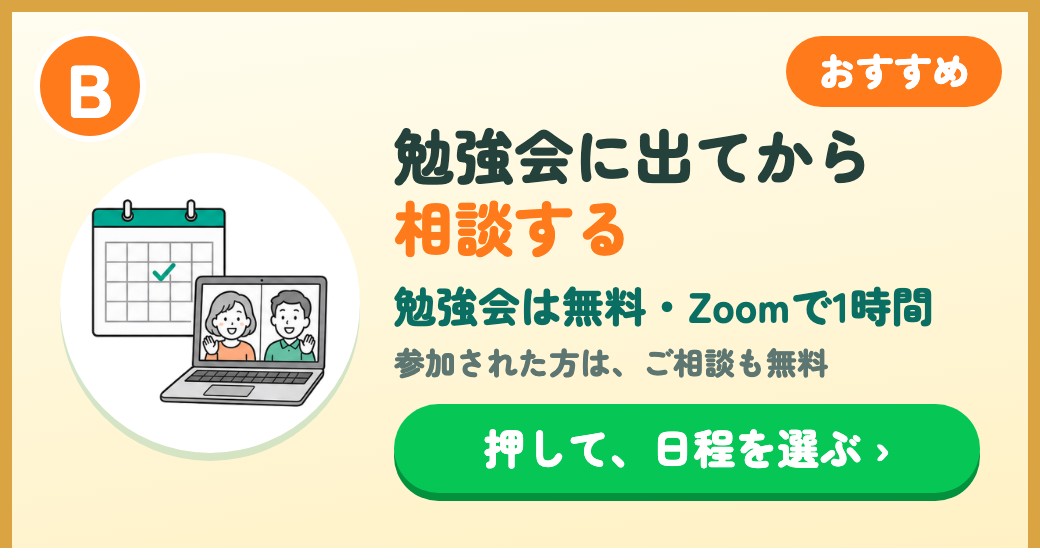 B
おすすめ
勉強会に出てから
相談する
勉強会は無料・Zoomで1時間
参加された方は、ご相談も無料
押して、日程を選ぶ ›